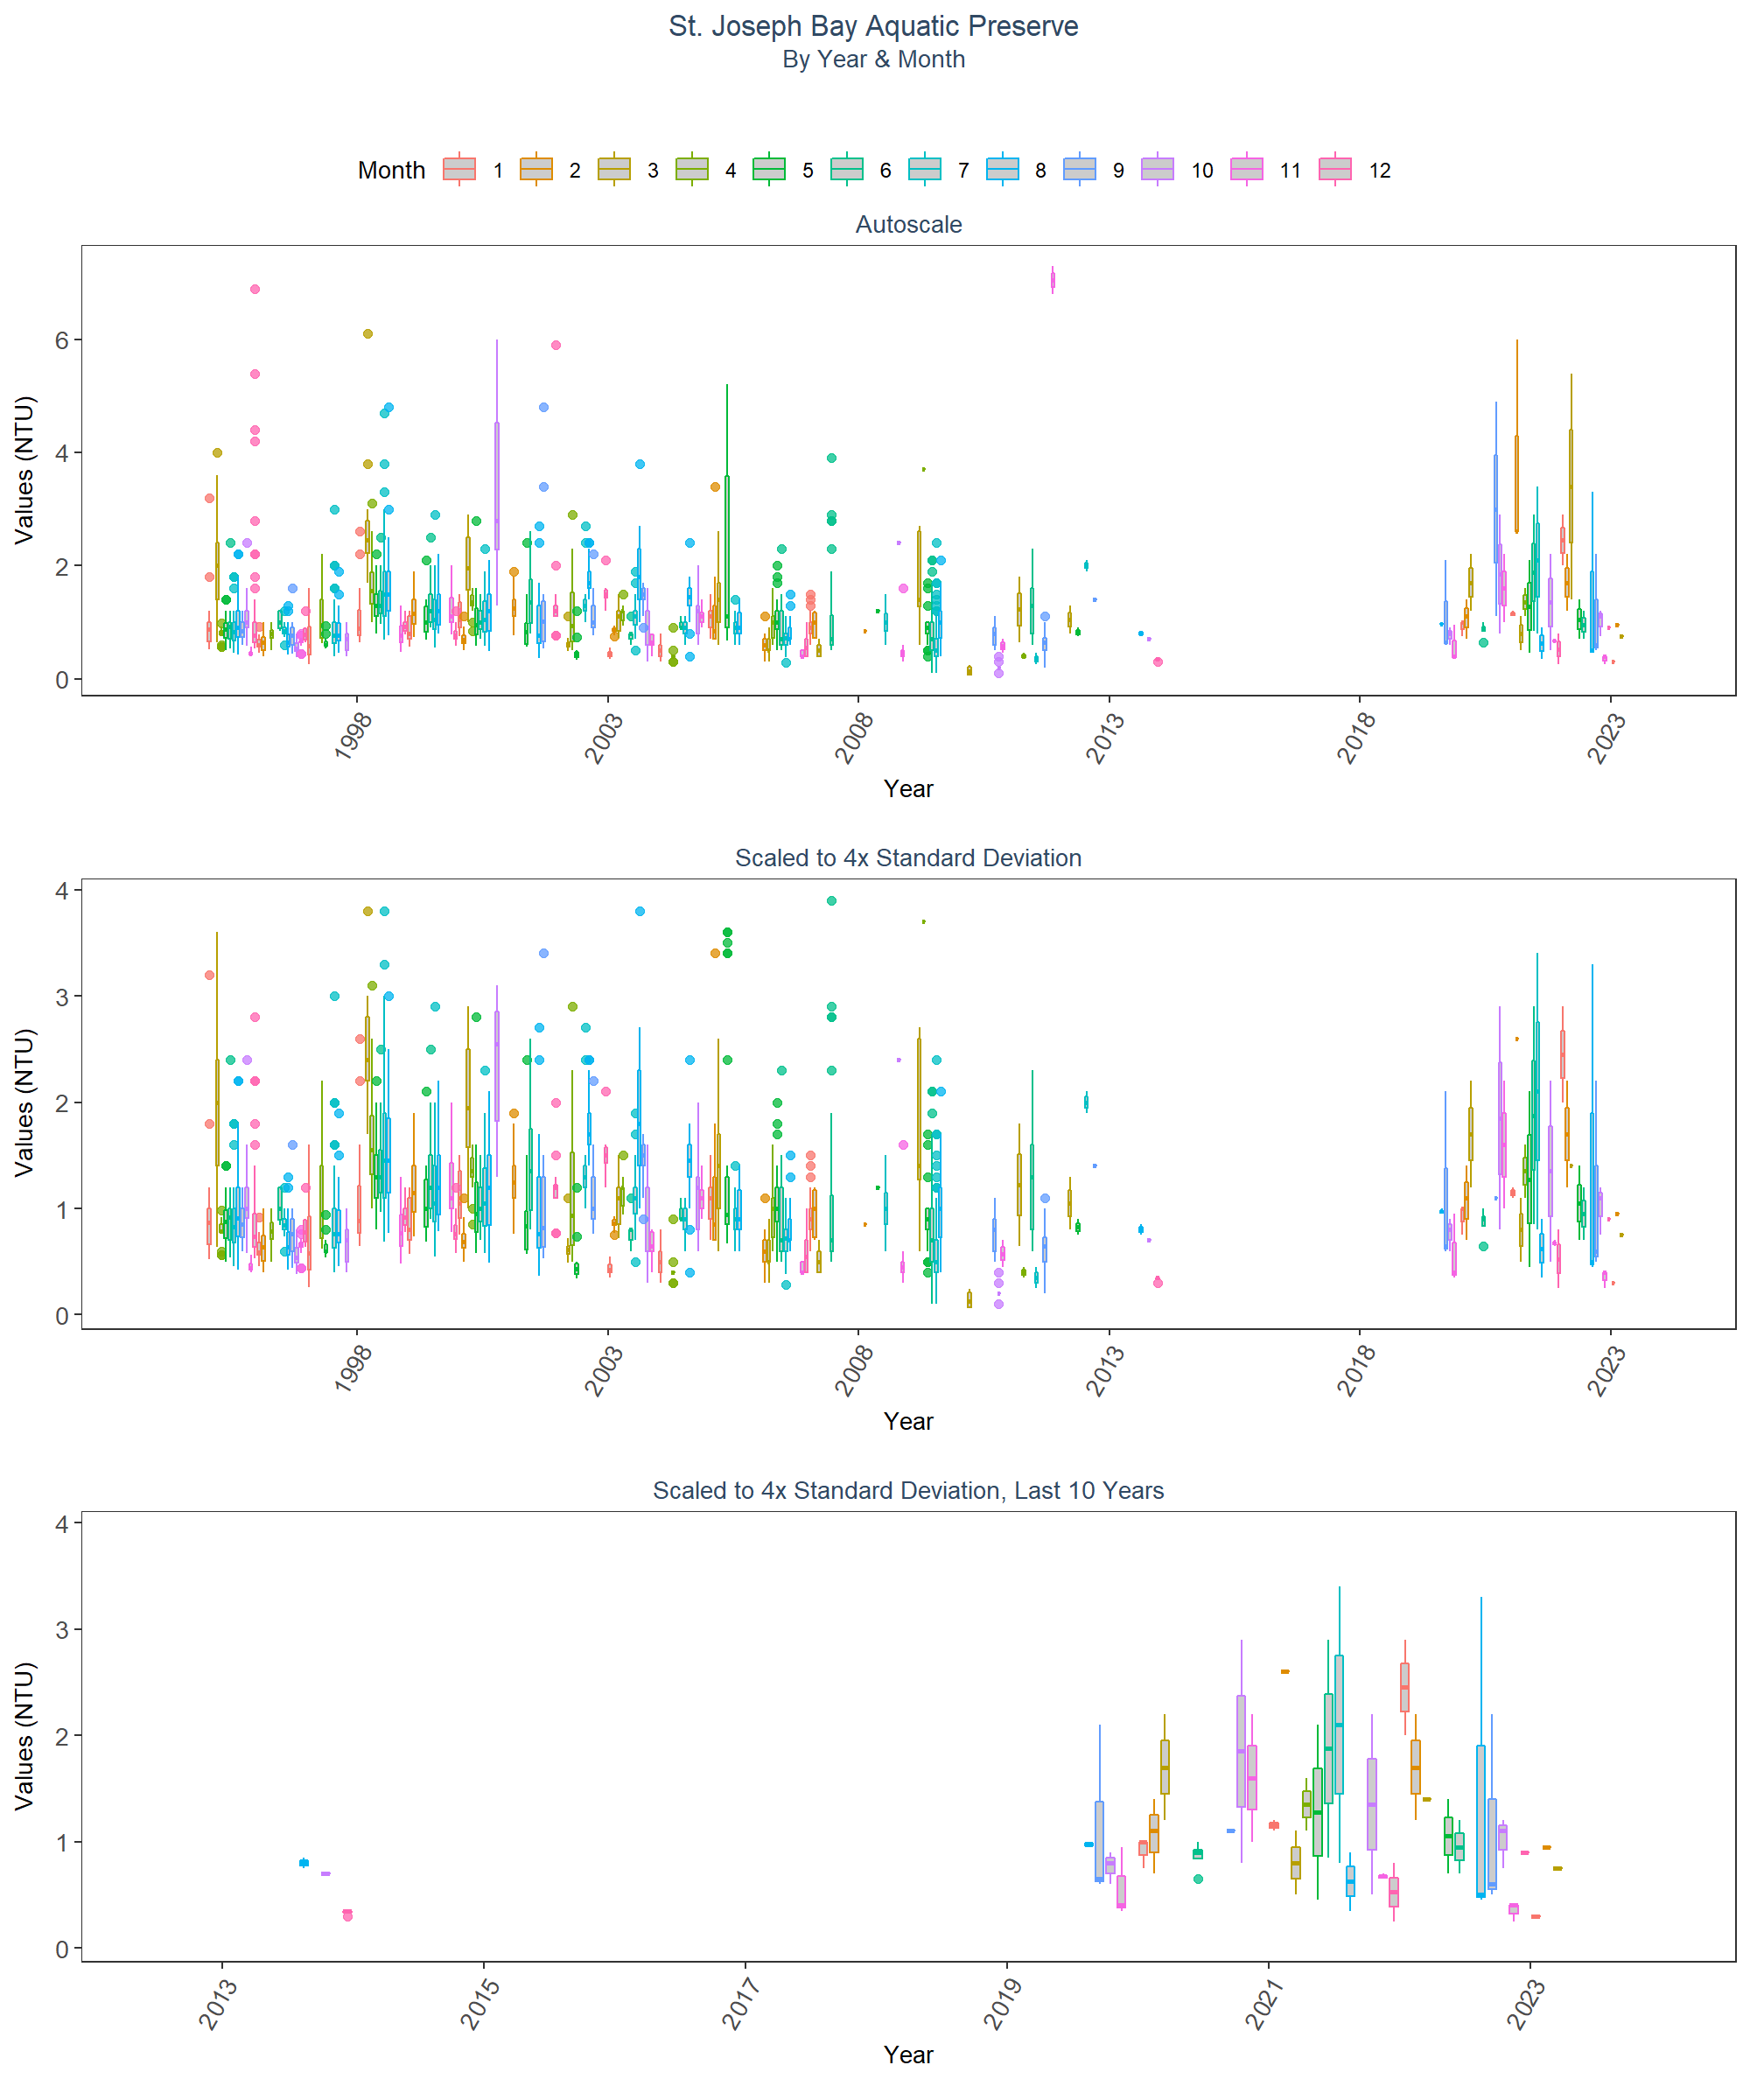 St. Joseph Bay Aquatic Preserve
By Year & Month
Month 1 2 3 4 5 6 7 8 9 10 11 12
Autoscale
Values (NTU)
6
4
2
0
1998 2003 2008 2013 2018 2023
Year
Scaled to 4x Standard Deviation
Values (NTU)
4
3
2
1
0
1998 2003 2008 2013 2018 2023
Year
Scaled to 4x Standard Deviation, Last 10 Years
Values (NTU)
4
3
2
1
0
2013 2015 2017 2019 2021 2023
Year